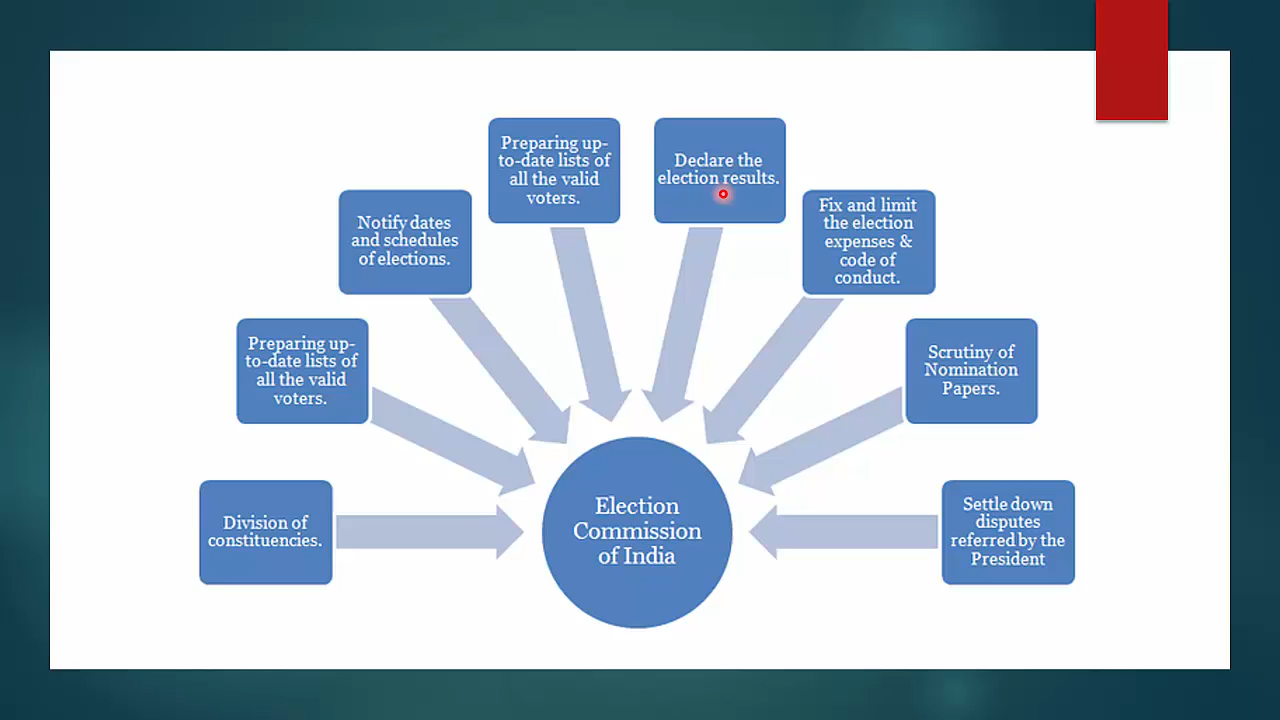 Division of
constituencies.
Preparing up-
to-date lists of
all the valid
voters.
Notify dates
and schedules
of elections.
Preparing up-
to-date lists of
all the valid
voters.
Declare the
election results.
Fix and limit
the election
expenses &
code of
conduct.
Scrutiny of
Nomination
Papers.
Settle down
disputes
referred by the
President
Election
Commission
of India